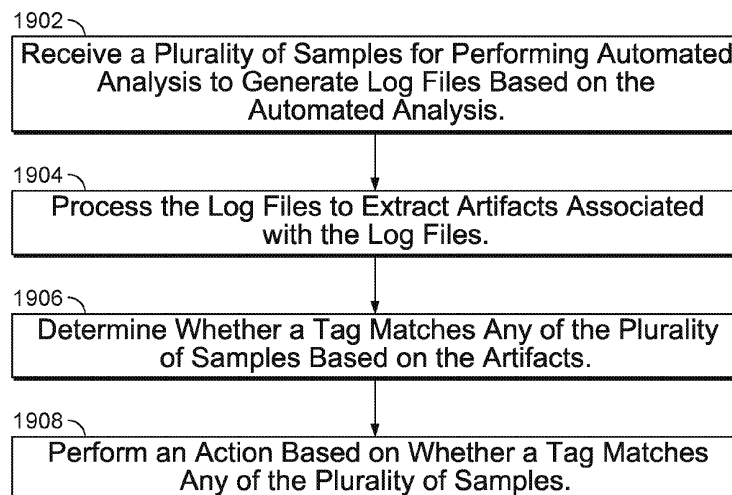 1902
Receive a Plurality of Samples for Performing Automated
Analysis to Generate Log Files Based on the
Automated Analysis.
1904
Process the Log Files to Extract Artifacts Associated
with the Log Files.
1906
Determine Whether a Tag Matches Any of the Plurality
of Samples Based on the Artifacts.
1908
Perform an Action Based on Whether a Tag Matches
Any of the Plurality of Samples.